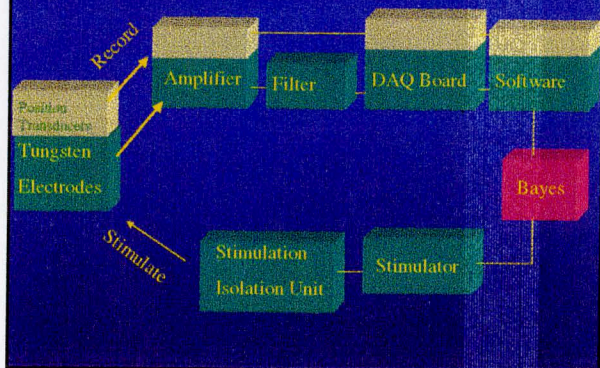 Record
Amplifier
Filter
DAQ Board
Software
Position
Transducers
Tungsten
Electrodes
Bayes
Stimulate
Stimulation
Isolation Unit
Stimulator